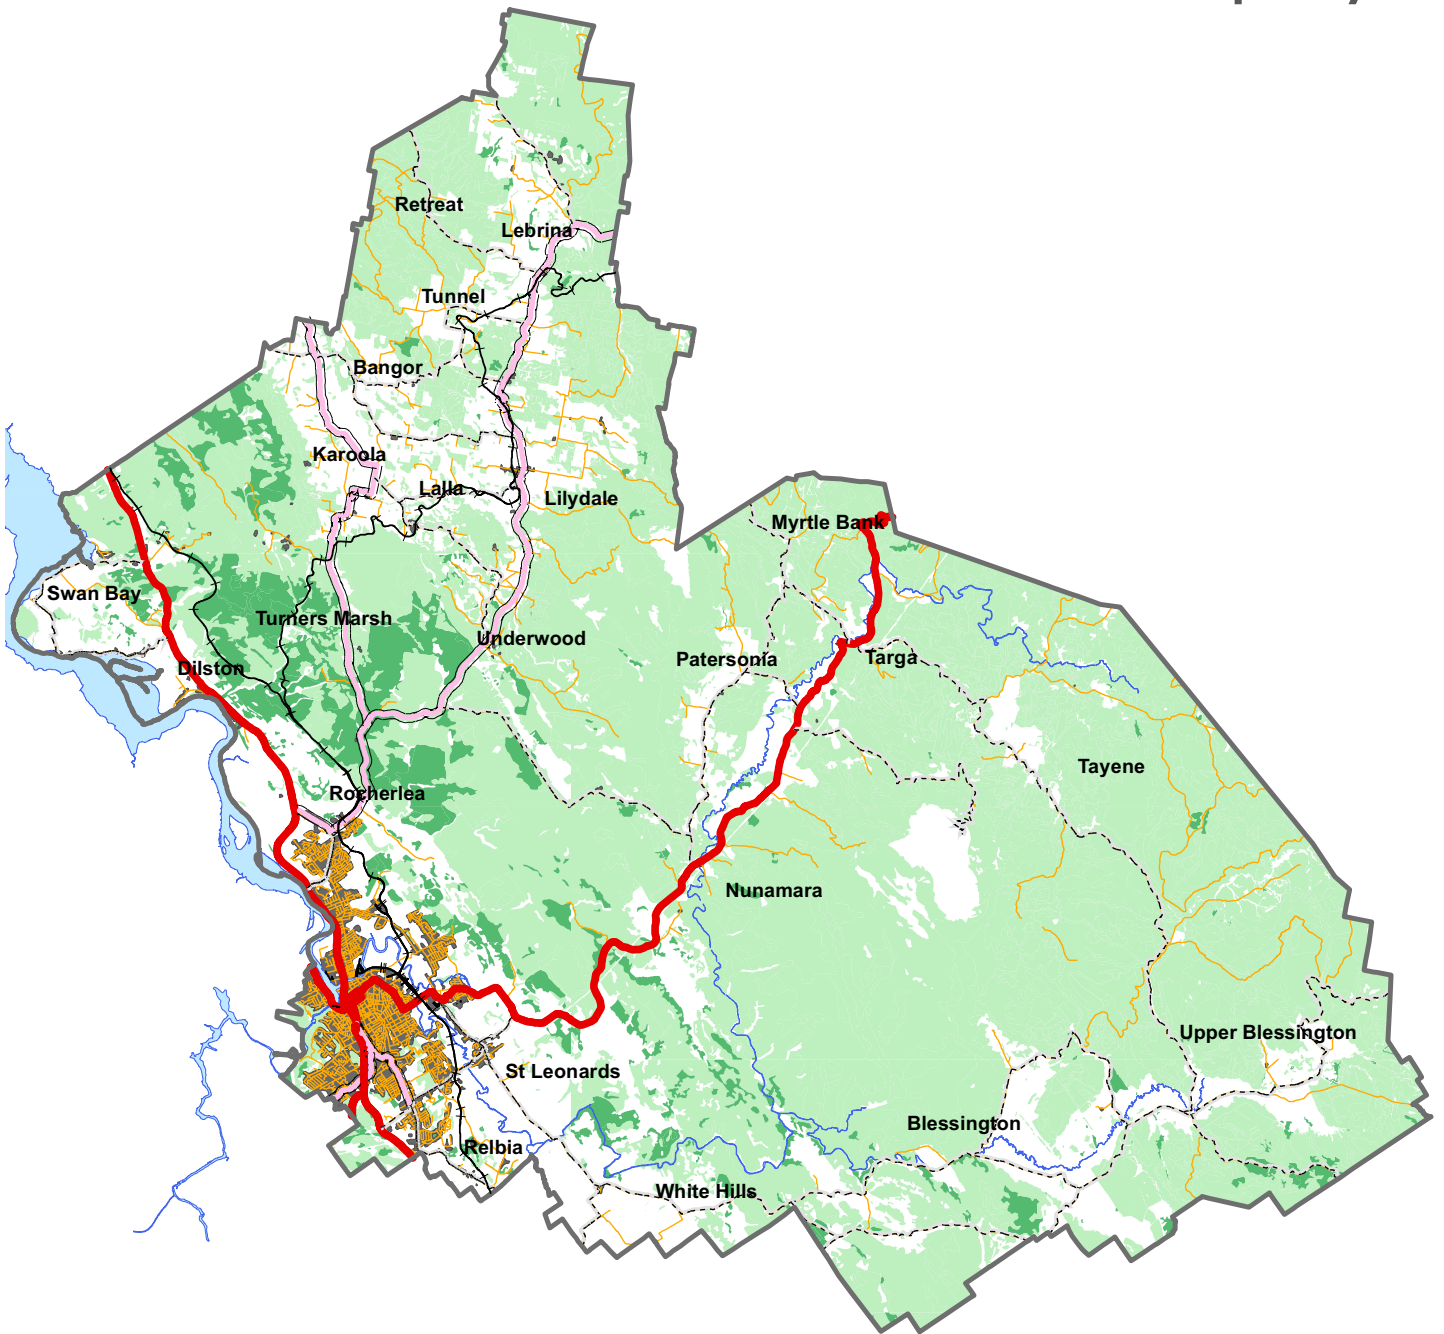 Retreat
Lebrina
Tunnel
Bangor
Karoola
Lalla
Lilydale
Myrtle Bank
Swan Bay
Turners Marsh
Underwood
Patersonia
Targa
Dilston
Tayene
Rocherlea
Nunamara
Upper Blessington
St Leonards
Blessington
Relbia
White Hills